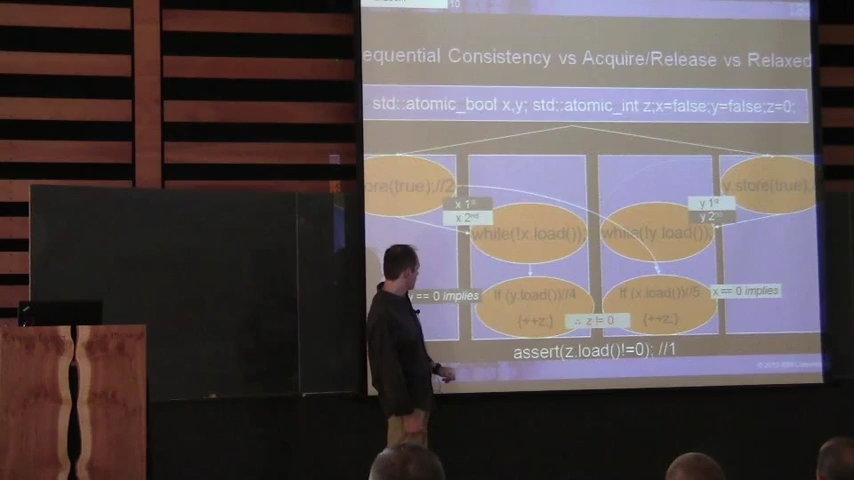 10
equential Consistency vs Acquire/Release vs Relaxed
std::atomic_bool x,y; std::atomic_int z;x=false;y=false;z=0;
ore(true);//2
x 1st
x 2nd
while(!x.load());
while(!y.load());
y 1st
y 2nd
y.store(true);
y == 0 implies
If (y.load())//4
{++z;}
∴ z != 0
If (x.load())//5
{++z;}
x == 0 implies
assert(z.load()!=0); //1